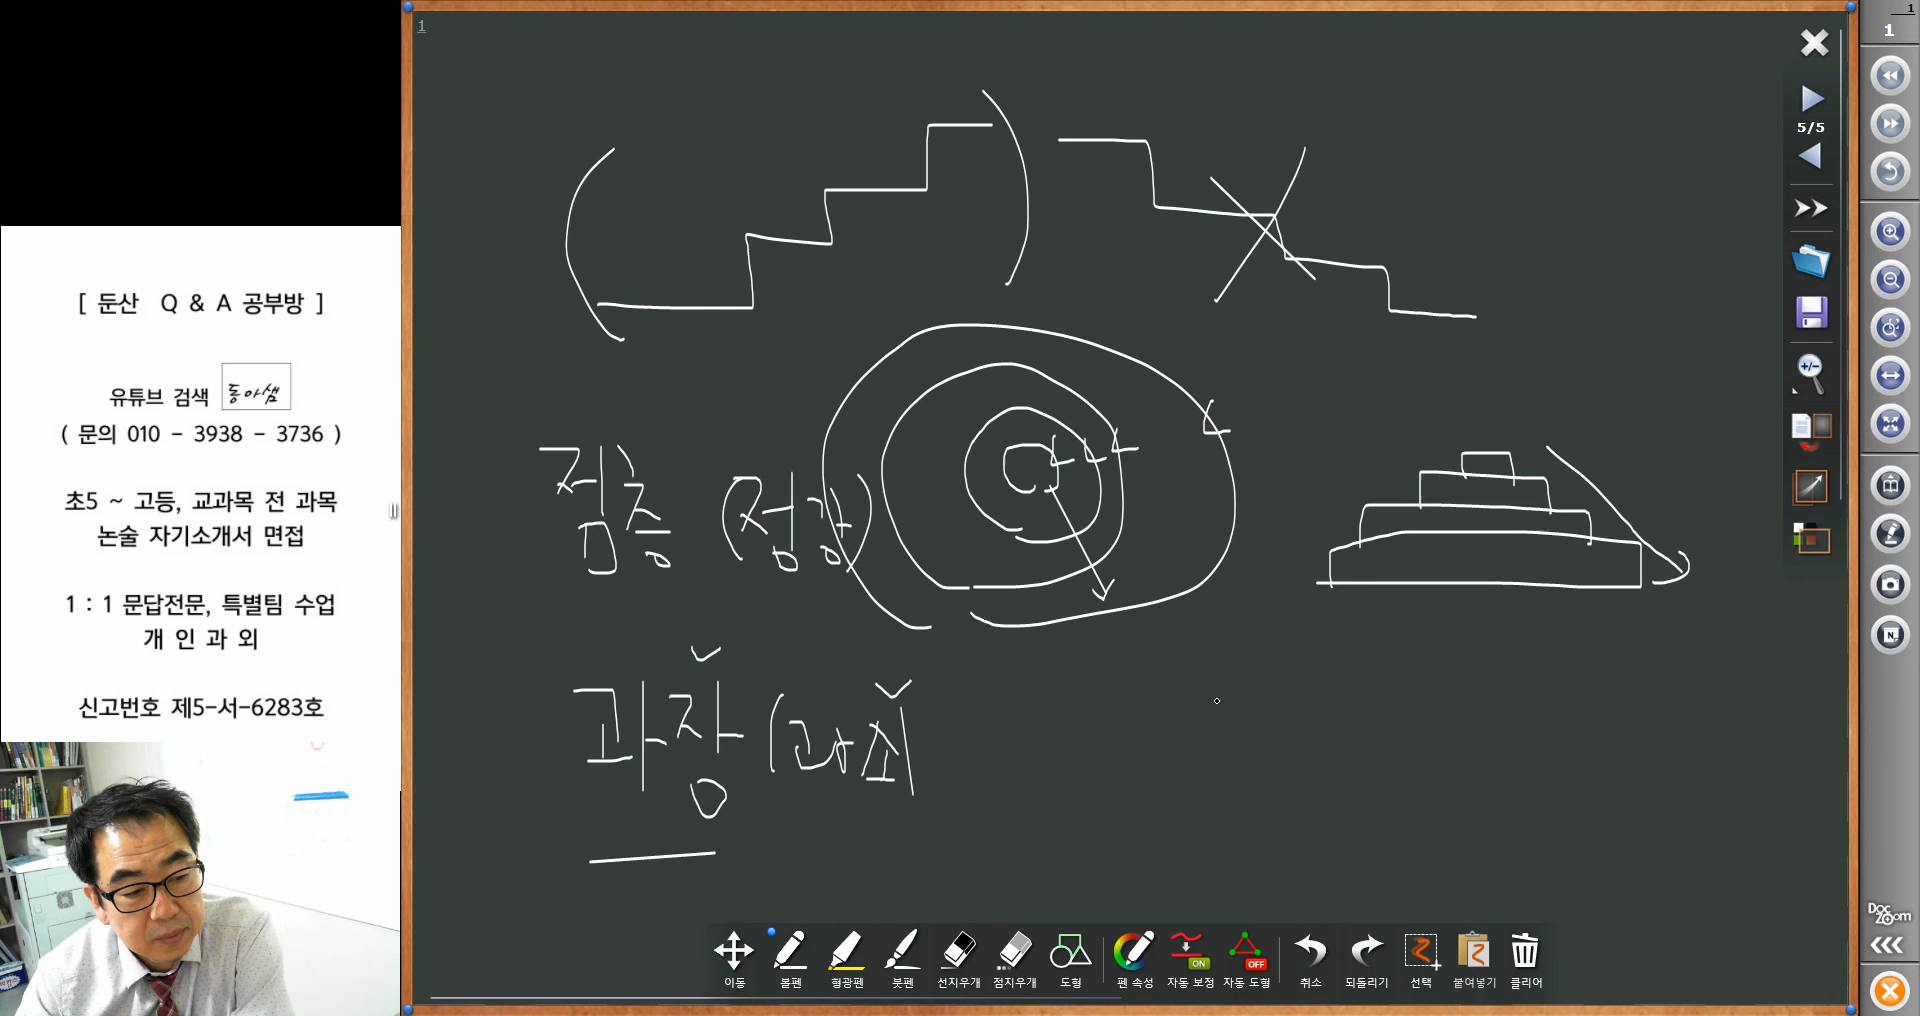 1
1
1
5/5
[ 둔산 Q & A 공부방 ]
유튜브 검색 동아샘
( 문의 010 - 3938 - 3736 )
초5 ~ 고등, 교과목 전 과목
논술 자기소개서 면접
1 : 1 문답전문, 특별팀 수업
개 인 과 외
신고번호 제5-서-6283호
점층 (점강)
과장 (과소)
DocZoom
ON
OFF
이동 볼펜 형광펜 붓펜 선지우개 점지우개 도형 펜 속성 자동 보정 자동 도형 취소 되돌리기 선택 붙여넣기 클리어